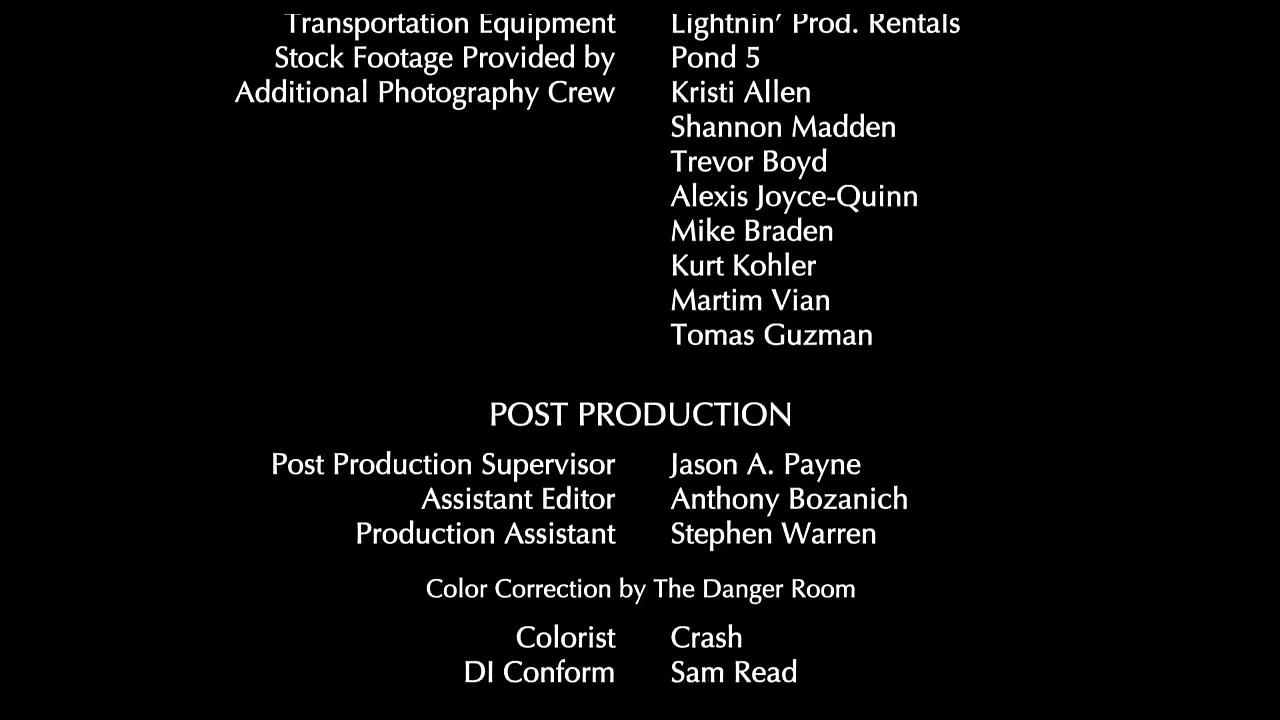 Transportation Equipment Lightnin' Prod. Rentals
Stock Footage Provided by Pond 5
Additional Photography Crew Kristi Allen
Shannon Madden
Trevor Boyd
Alexis Joyce-Quinn
Mike Braden
Kurt Kohler
Martim Vian
Tomas Guzman
POST PRODUCTION
Post Production Supervisor Jason A. Payne
Assistant Editor Anthony Bozanich
Production Assistant Stephen Warren
Color Correction by The Danger Room
Colorist Crash
DI Conform Sam Read